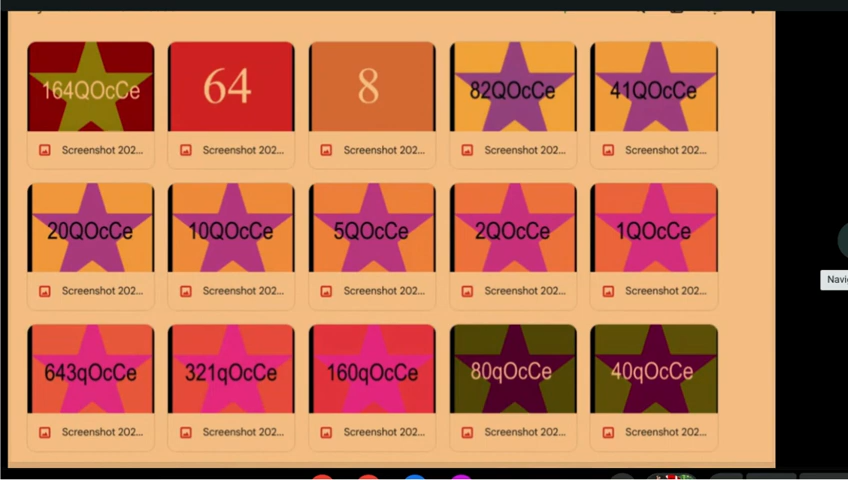 164QOcCe 64 8 82QOcCe 41QOcCe
Screenshot 202... Screenshot 202... Screenshot 202... Screenshot 202... Screenshot 202...
20QOcCe 10QOcCe 5QOcCe 2QOcCe 1QOcCe
Screenshot 202... Screenshot 202... Screenshot 202... Screenshot 202... Screenshot 202...
643qOcCe 321qOcCe 160qOcCe 80qOcCe 40qOcCe
Screenshot 202... Screenshot 202... Screenshot 202... Screenshot 202... Screenshot 202...
Navi